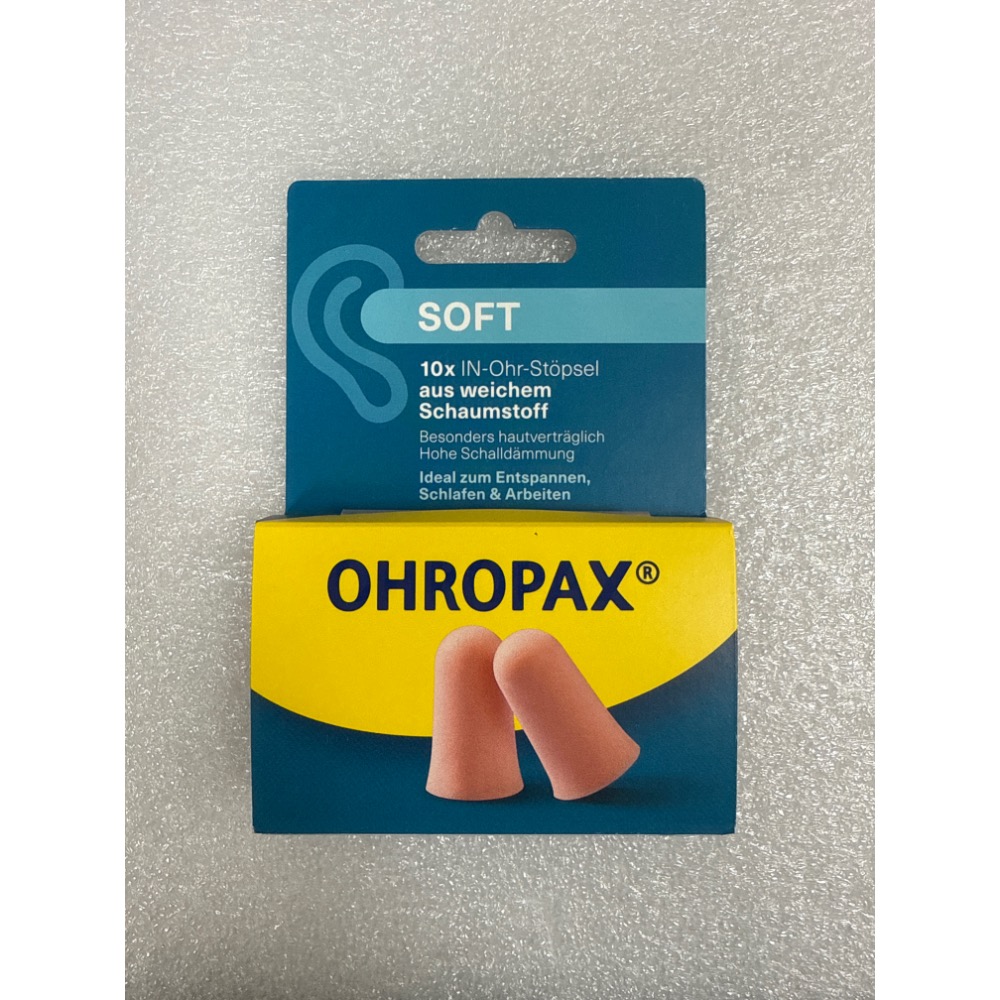 SOFT
10x IN-Ohr-Stöpsel
aus weichem
Schaumstoff
Besonders hautverträglich
Hohe Schalldämmung
Ideal zum Entspannen,
Schlafen & Arbeiten
OHROPAX®